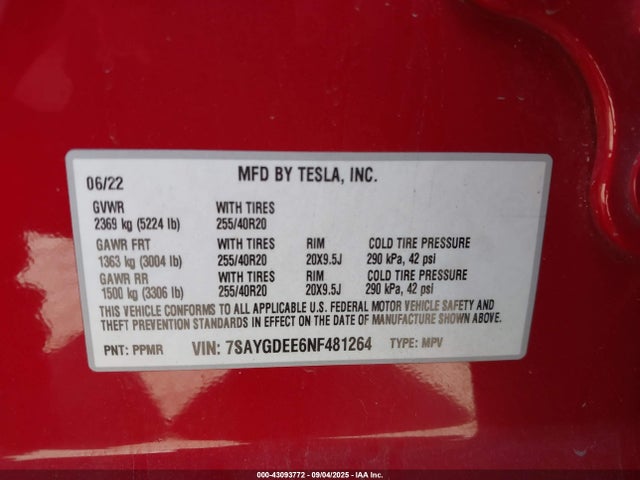 MFD BY TESLA, INC.
06/22
GVWR WITH TIRES
2369 kg (5224 lb) 255/40R20
GAWR FRT WITH TIRES RIM COLD TIRE PRESSURE
1363 kg (3004 lb) 255/40R20 20X9.5J 290 kPa, 42 psi
GAWR RR WITH TIRES RIM COLD TIRE PRESSURE
1500 kg (3306 lb) 255/40R20 20X9.5J 290 kPa, 42 psi
THIS VEHICLE CONFORMS TO ALL APPLICABLE U.S. FEDERAL MOTOR VEHICLE SAFETY AND
THEFT PREVENTION STANDARDS IN EFFECT ON THE DATE OF MANUFACTURE SHOWN ABOVE.
PNT: PPMR VIN: 7SAYGDEE6NF481264 TYPE: MPV
000-43093772 - 09/04/2025 - IAA Inc.